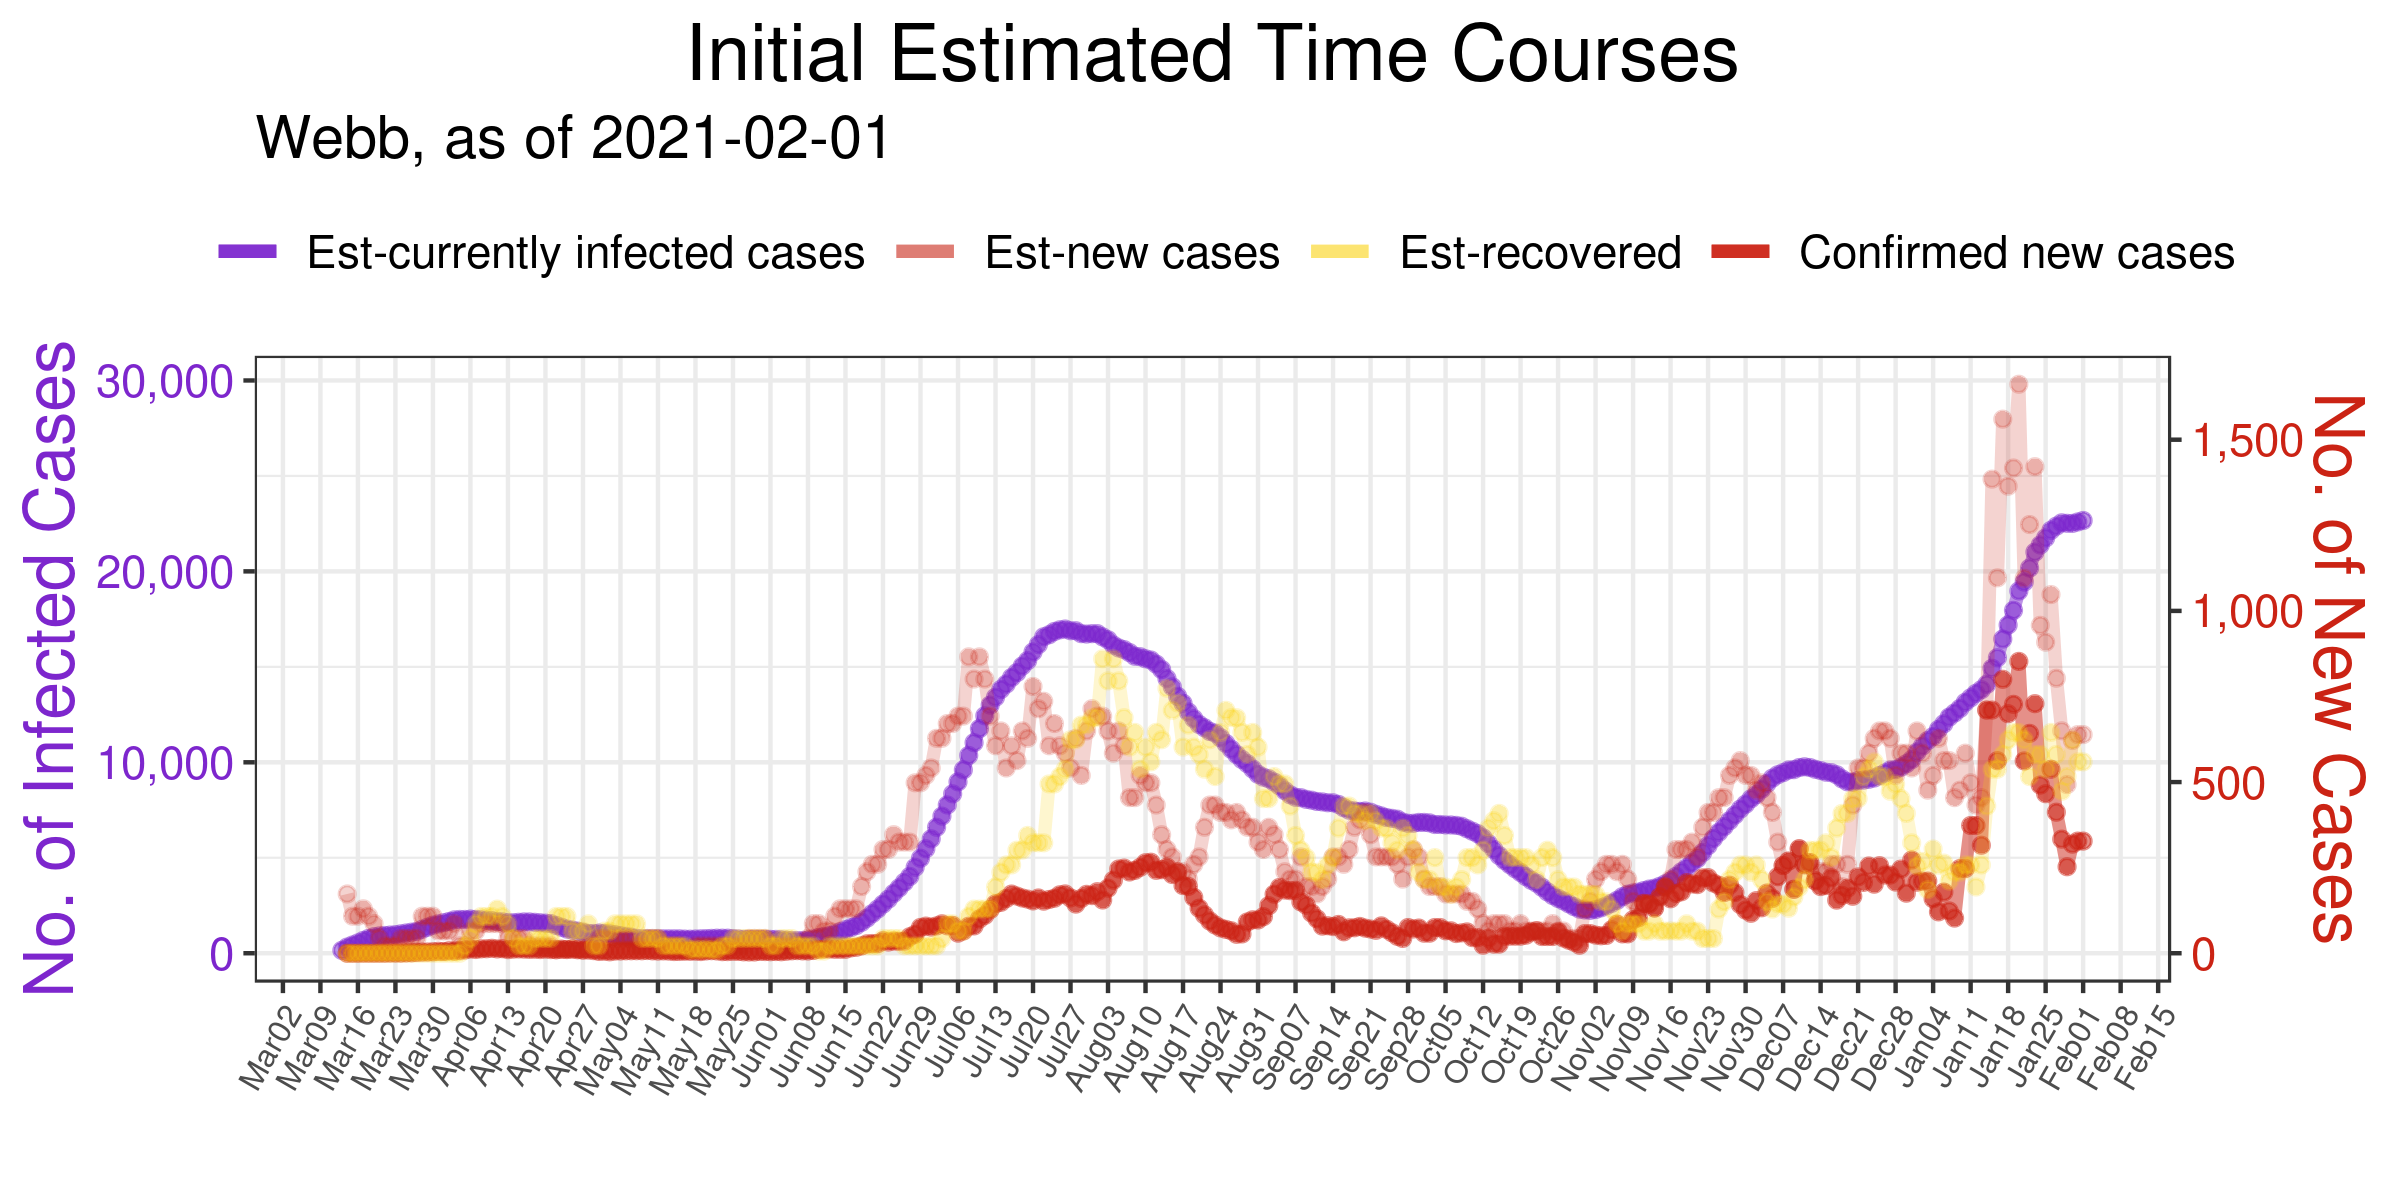 Initial Estimated Time Courses
Webb, as of 2021-02-01
Est-currently infected cases Est-new cases Est-recovered Confirmed new cases
No. of Infected Cases
30,000
20,000
10,000
0
1,500
1,000
500
0
No. of New Cases
Mar02 Mar09 Mar16 Mar23 Mar30 Apr06 Apr13 Apr20 Apr27 May04 May11 May18 May25 Jun01 Jun08 Jun15 Jun22 Jun29 Jul06 Jul13 Jul20 Jul27 Aug03 Aug10 Aug17 Aug24 Aug31 Sep07 Sep14 Sep21 Sep28 Oct05 Oct12 Oct19 Oct26 Nov02 Nov09 Nov16 Nov23 Nov30 Dec07 Dec14 Dec21 Dec28 Jan04 Jan11 Jan18 Jan25 Feb01 Feb08 Feb15